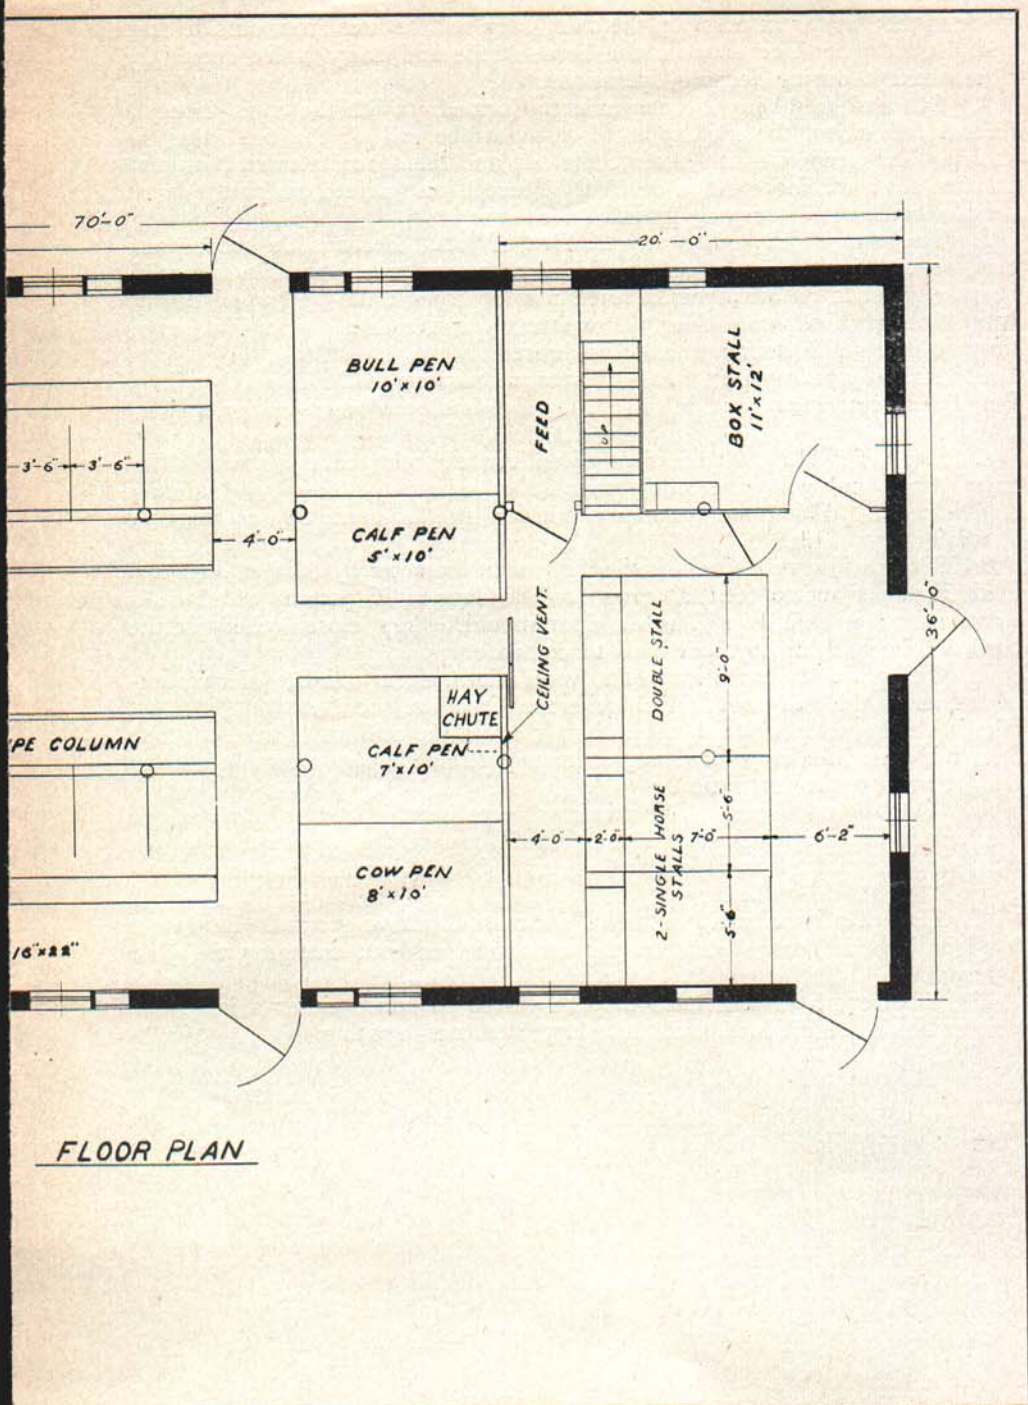 70'-0"
20'-0"
BULL PEN
10'x10'
FEED
UP
BOX STALL
11'x12'
3'-6"
3'-6"
4'-0"
CALF PEN
5'x10'
CEILING VENT.
DOUBLE STALL
9'-0"
36'-0"
HAY
CHUTE
PE COLUMN
CALF PEN
7'x10'
2-SINGLE HORSE
STALLS
5'-6"
4'-0
2'-0"
7'-0"
6'-2"
COW PEN
8'x10'
5'-6"
16"x22"
FLOOR PLAN